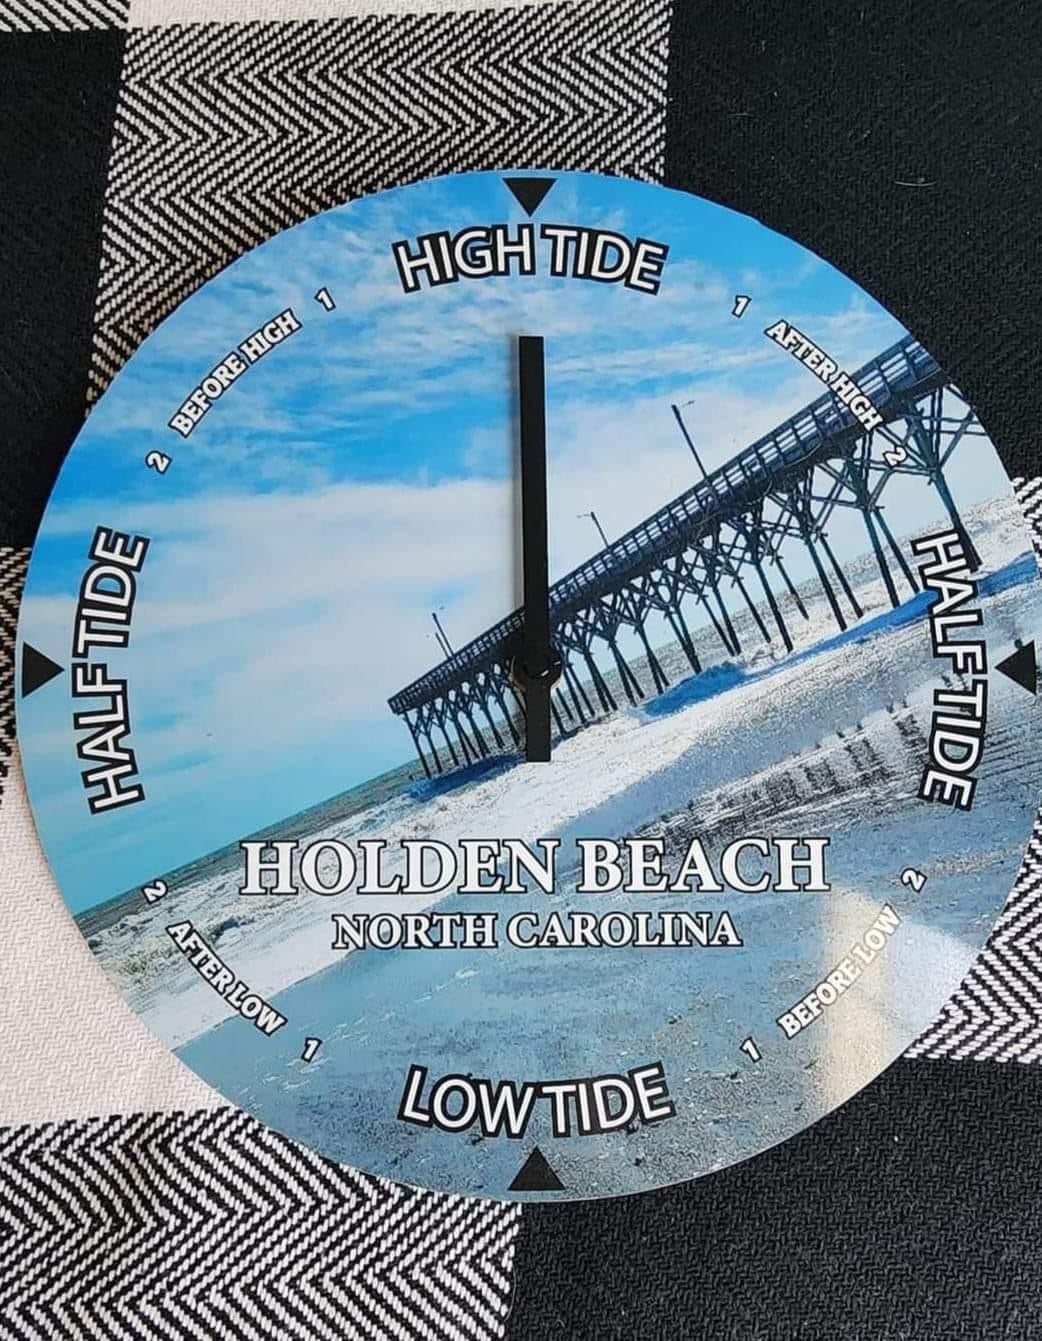 HIGH TIDE
1
AFTER HIGH
2
HALF TIDE
2
BEFORE LOW
1
LOW TIDE
1
AFTER LOW
2
HALF TIDE
2
BEFORE HIGH
1
HOLDEN BEACH
NORTH CAROLINA